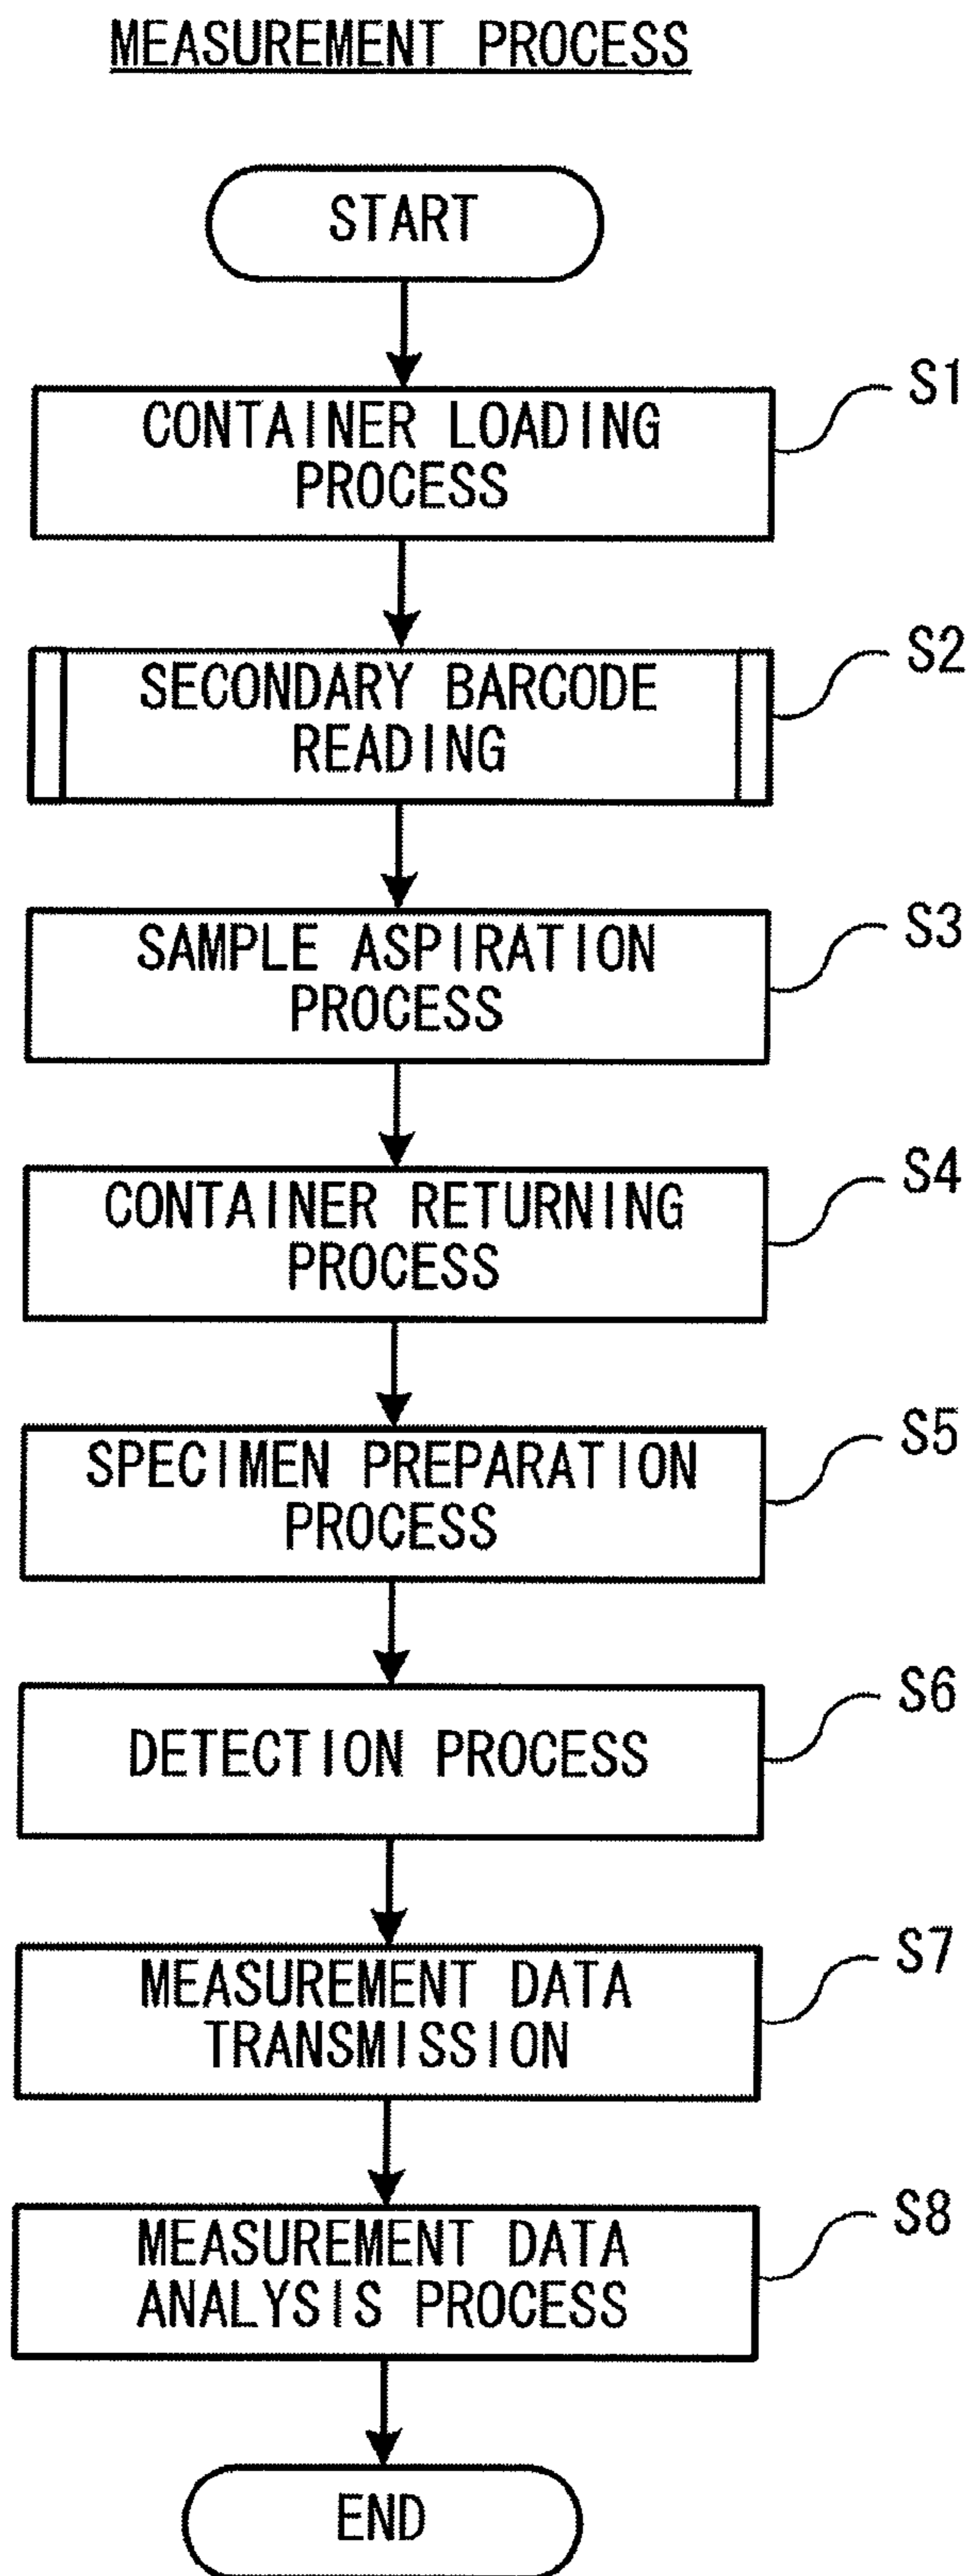 MEASUREMENT PROCESS
START
S1
CONTAINER LOADING
PROCESS
S2
SECONDARY BARCODE
READING
S3
SAMPLE ASPIRATION
PROCESS
S4
CONTAINER RETURNING
PROCESS
S5
SPECIMEN PREPARATION
PROCESS
S6
DETECTION PROCESS
S7
MEASUREMENT DATA
TRANSMISSION
S8
MEASUREMENT DATA
ANALYSIS PROCESS
END